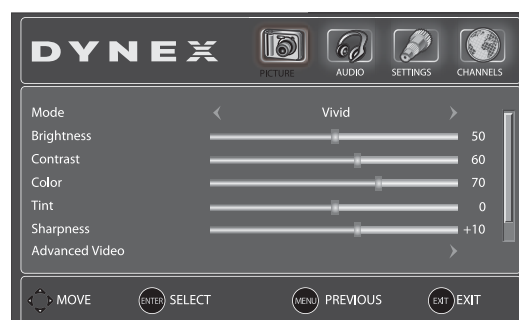 DYNEX
PICTURE AUDIO SETTINGS CHANNELS
Mode Vivid
Brightness 50
Contrast 60
Color 70
Tint 0
Sharpness +10
Advanced Video
MOVE ENTER SELECT MENU PREVIOUS EXIT EXIT